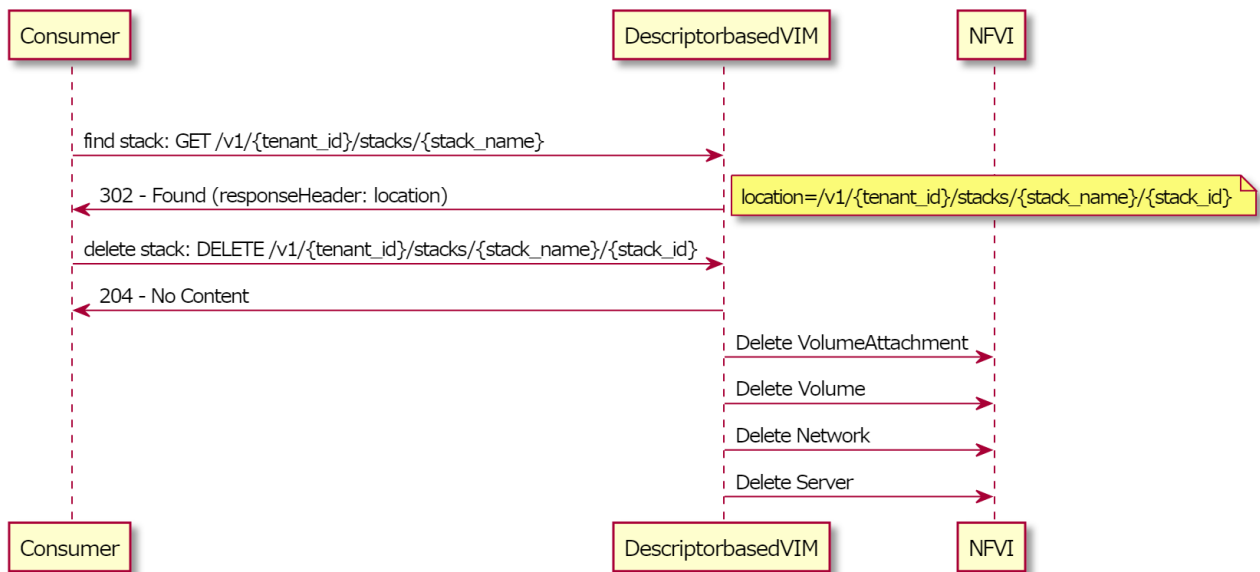 Consumer
DescriptorbasedVIM
NFVI
find stack: GET /v1/{tenant_id}/stacks/{stack_name}
302 - Found (responseHeader: location)
location=/v1/{tenant_id}/stacks/{stack_name}/{stack_id}
delete stack: DELETE /v1/{tenant_id}/stacks/{stack_name}/{stack_id}
204 - No Content
Delete VolumeAttachment
Delete Volume
Delete Network
Delete Server
Consumer
DescriptorbasedVIM
NFVI